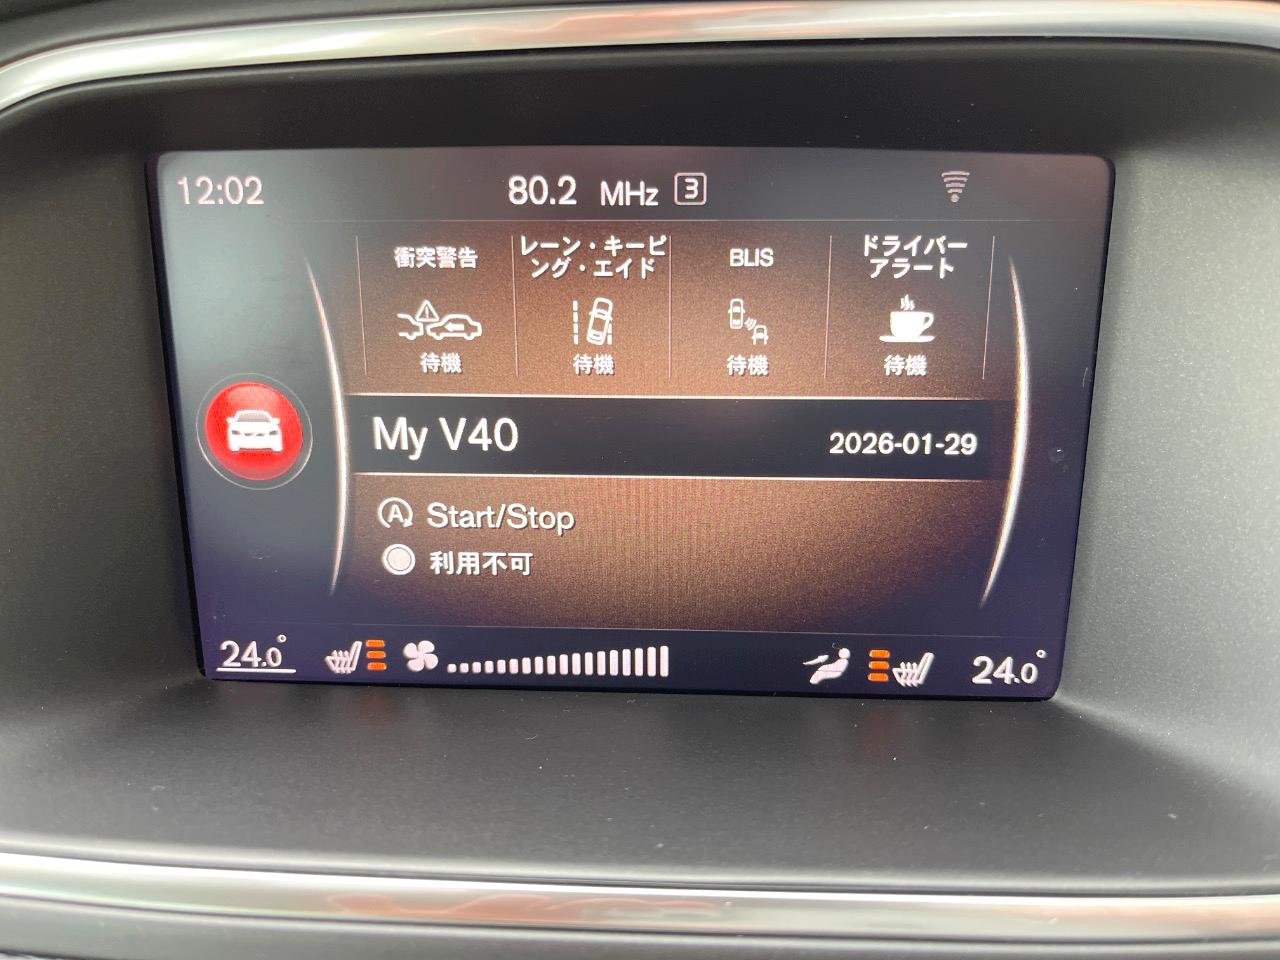 12:02
80.2 MHz 3
衝突警告
レーン・キーピ
ング・エイド
BLIS
ドライバー
アラート
待機
待機
待機
待機
My V40
2026-01-29
A Start/Stop
利用不可
24.0°
24.0°